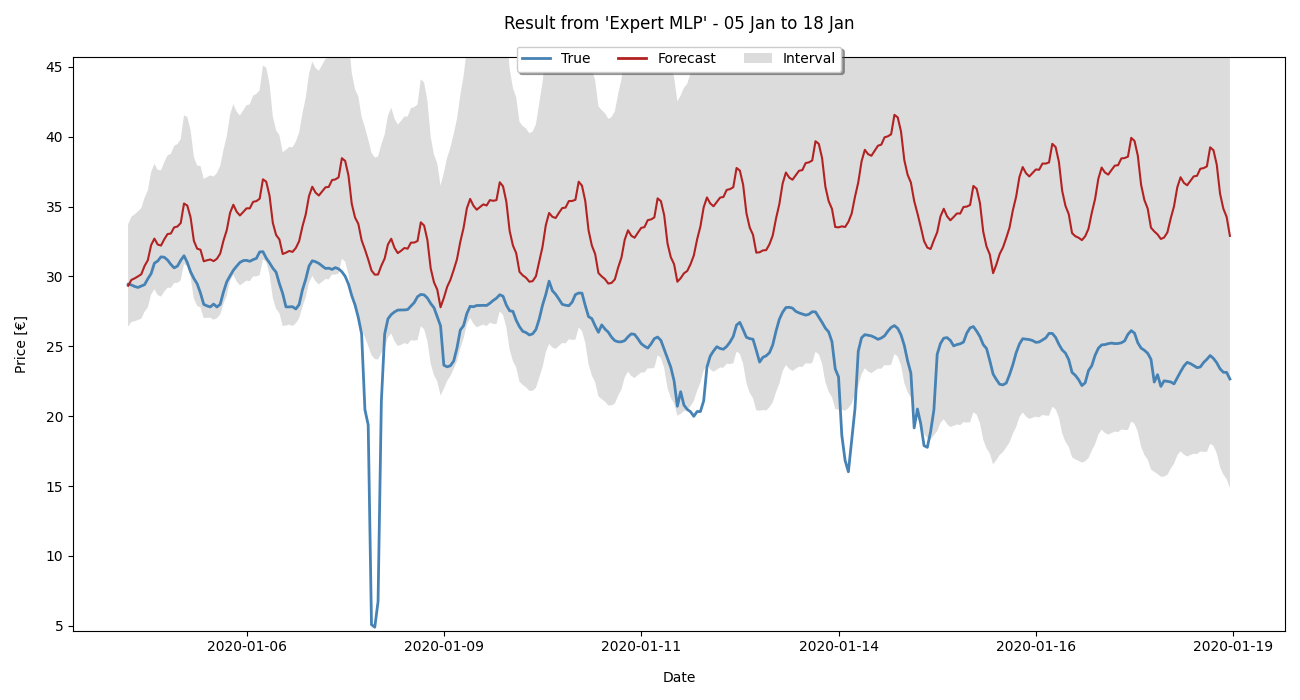 Result from 'Expert MLP' - 05 Jan to 18 Jan
True Forecast Interval
45
40
35
30
25
20
15
10
5
Price [€]
2020-01-06 2020-01-09 2020-01-11 2020-01-14 2020-01-16 2020-01-19
Date